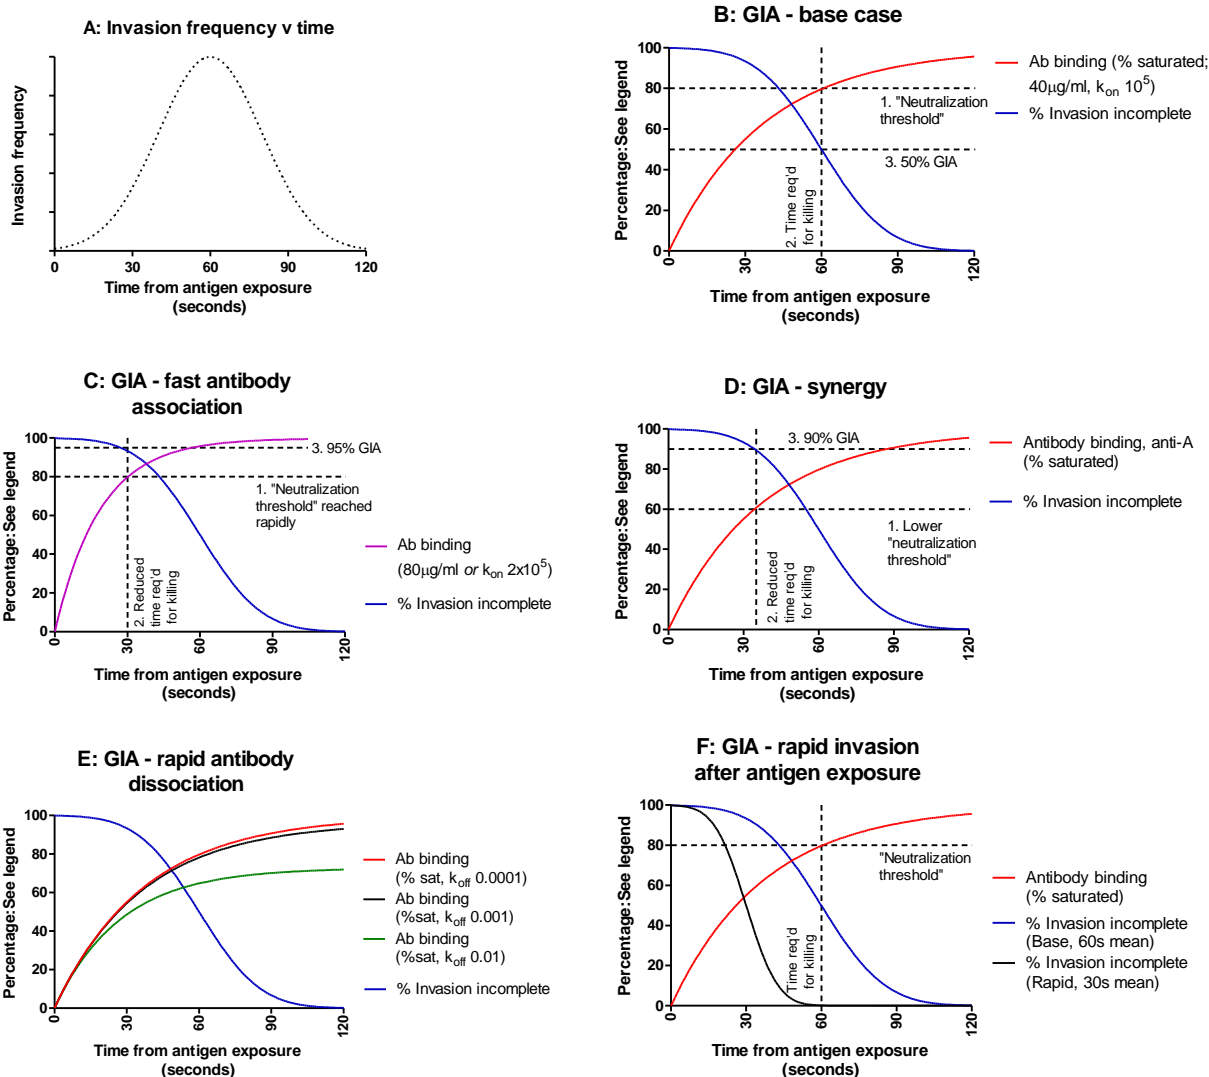 A: Invasion frequency v time
Invasion frequency
0 30 60 90 120
Time from antigen exposure
(seconds)
B: GIA - base case
Percentage:See legend
100
80
60
40
20
0
1. "Neutralization
threshold"
3. 50% GIA
2. Time req'd
for killing
0 30 60 90 120
Time from antigen exposure
(seconds)
Ab binding (% saturated;
40µg/ml, kon 10^5)
% Invasion incomplete
C: GIA - fast antibody
association
Percentage:See legend
100
80
60
40
20
0
3. 95% GIA
1. "Neutralization
threshold" reached
rapidly
2. Reduced
time req'd
for killing
0 30 60 90 120
Time from antigen exposure
(seconds)
Ab binding
(80µg/ml or kon 2x10^5)
% Invasion incomplete
D: GIA - synergy
Percentage:See legend
100
80
60
40
20
0
3. 90% GIA
1. Lower
"neutralization
threshold"
2. Reduced
time req'd
for killing
0 30 60 90 120
Time from antigen exposure
(seconds)
Antibody binding, anti-A
(% saturated)
% Invasion incomplete
E: GIA - rapid antibody
dissociation
Percentage:See legend
100
80
60
40
20
0
0 30 60 90 120
Time from antigen exposure
(seconds)
Ab binding
(% sat, koff 0.0001)
Ab binding
(%sat, koff 0.001)
Ab binding
(%sat, koff 0.01)
% Invasion incomplete
F: GIA - rapid invasion
after antigen exposure
Percentage:See legend
100
80
60
40
20
0
"Neutralization
threshold"
Time req'd
for killing
0 30 60 90 120
Time from antigen exposure
(seconds)
Antibody binding
(% saturated)
% Invasion incomplete
(Base, 60s mean)
% Invasion incomplete
(Rapid, 30s mean)